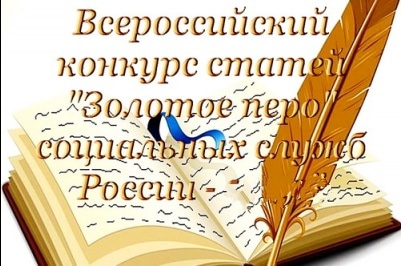 Всероссийский
конкурс статей
"Золотое перо"
социальных служб
России -